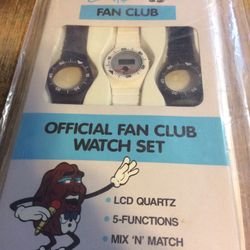 FAN CLUB
OFFICIAL FAN CLUB
WATCH SET
• LCD QUARTZ
• 5-FUNCTIONS
• MIX 'N' MATCH